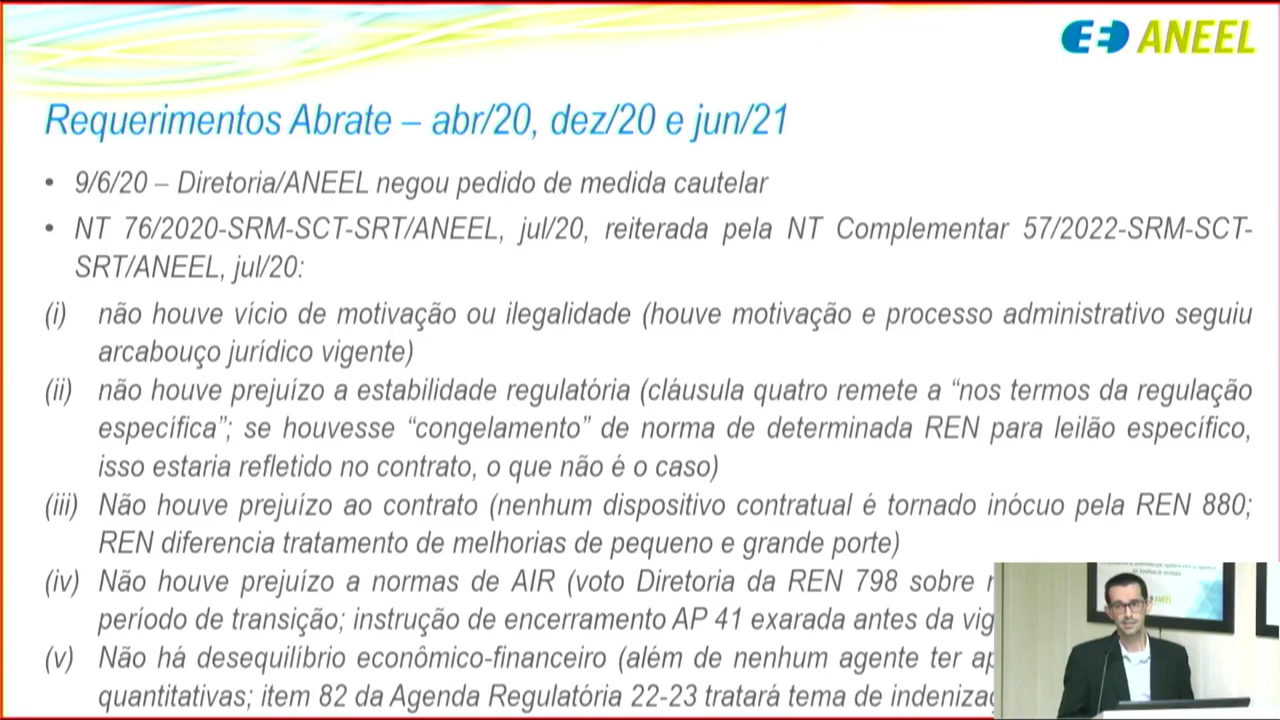 ANEEL
Requerimentos Abrate – abr/20, dez/20 e jun/21
• 9/6/20 – Diretoria/ANEEL negou pedido de medida cautelar
• NT 76/2020-SRM-SCT-SRT/ANEEL, jul/20, reiterada pela NT Complementar 57/2022-SRM-SCT-
SRT/ANEEL, jul/20:
(i) não houve vício de motivação ou ilegalidade (houve motivação e processo administrativo seguiu
arcabouço jurídico vigente)
(ii) não houve prejuízo a estabilidade regulatória (cláusula quatro remete a “nos termos da regulação
específica”; se houvesse “congelamento” de norma de determinada REN para leilão específico,
isso estaria refletido no contrato, o que não é o caso)
(iii) Não houve prejuízo ao contrato (nenhum dispositivo contratual é tornado inócuo pela REN 880;
REN diferencia tratamento de melhorias de pequeno e grande porte)
(iv) Não houve prejuízo a norma de AIR (voto Diretoria da REN 798 sobre
período de transição; instrução de encerramento AP 41 exarada antes da
(v) Não há desequilíbrio econômico-financeiro (além de nenhum agente ter
quantitativas; item 82 da Agenda Regulatória 22-23 tratará tema de
ANEEL